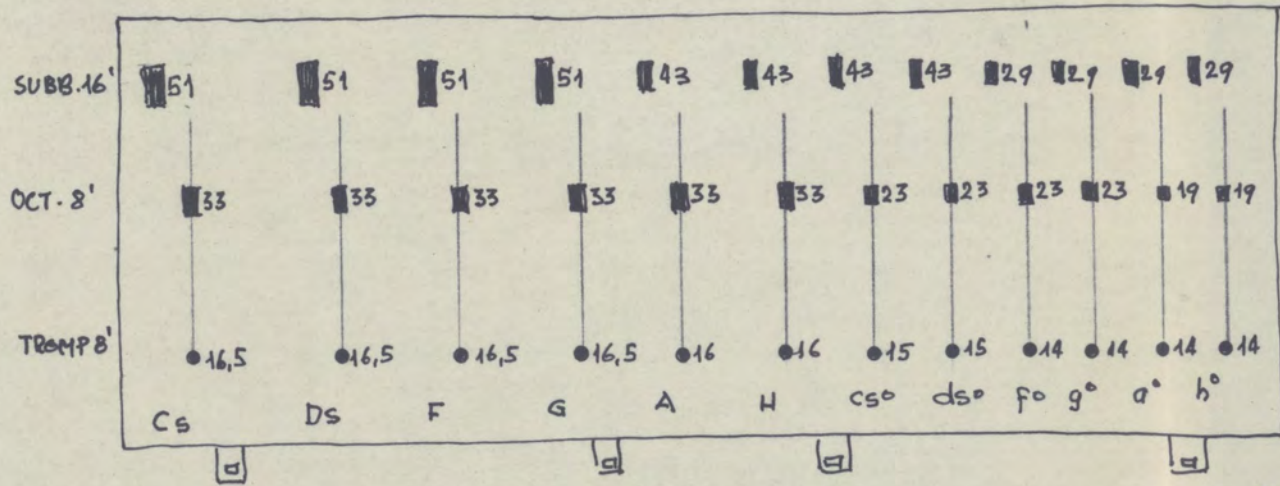 SUBB.16' 51 51 51 51 43 43 43 43 29 29 29 29
OCT. 8' 33 33 33 33 33 33 23 23 23 23 19 19
TROMP 8' 16,5 16,5 16,5 16,5 16 16 15 15 14 14 14 14
Cs Ds F G A H cs° ds° f° g° a° h°